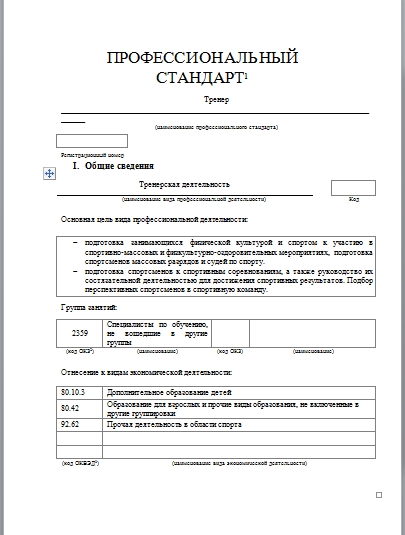 ПРОФЕССИОНАЛЬНЫЙ
СТАНДАРТ¹
Тренер
(наименование профессионального стандарта)
Регистрационный номер
I. Общие сведения
Тренерская деятельность
(наименование вида профессиональной деятельности)
Код
Основная цель вида профессиональной деятельности:
– подготовка занимающихся физической культурой и спортом к участию в
спортивно-массовых и физкультурно-оздоровительных мероприятиях, подготовка
спортсменов массовых разрядов и судей по спорту.
– подготовка спортсменов к спортивным соревнованиям, а также руководство их
состязательной деятельностью для достижения спортивных результатов. Подбор
перспективных спортсменов в спортивную команду.
Группа занятий:
2359 Специалисты по обучению,
не вошедшие в другие
группы
(код ОКЗ²) (наименование) (код ОКЗ) (наименование)
Отнесение к видам экономической деятельности:
80.10.3 Дополнительное образование детей
80.42 Образование для взрослых и прочие виды образования, не включенные в
другие группировки
92.62 Прочая деятельность в области спорта
(код ОКВЭД³) (наименование вида экономической деятельности)